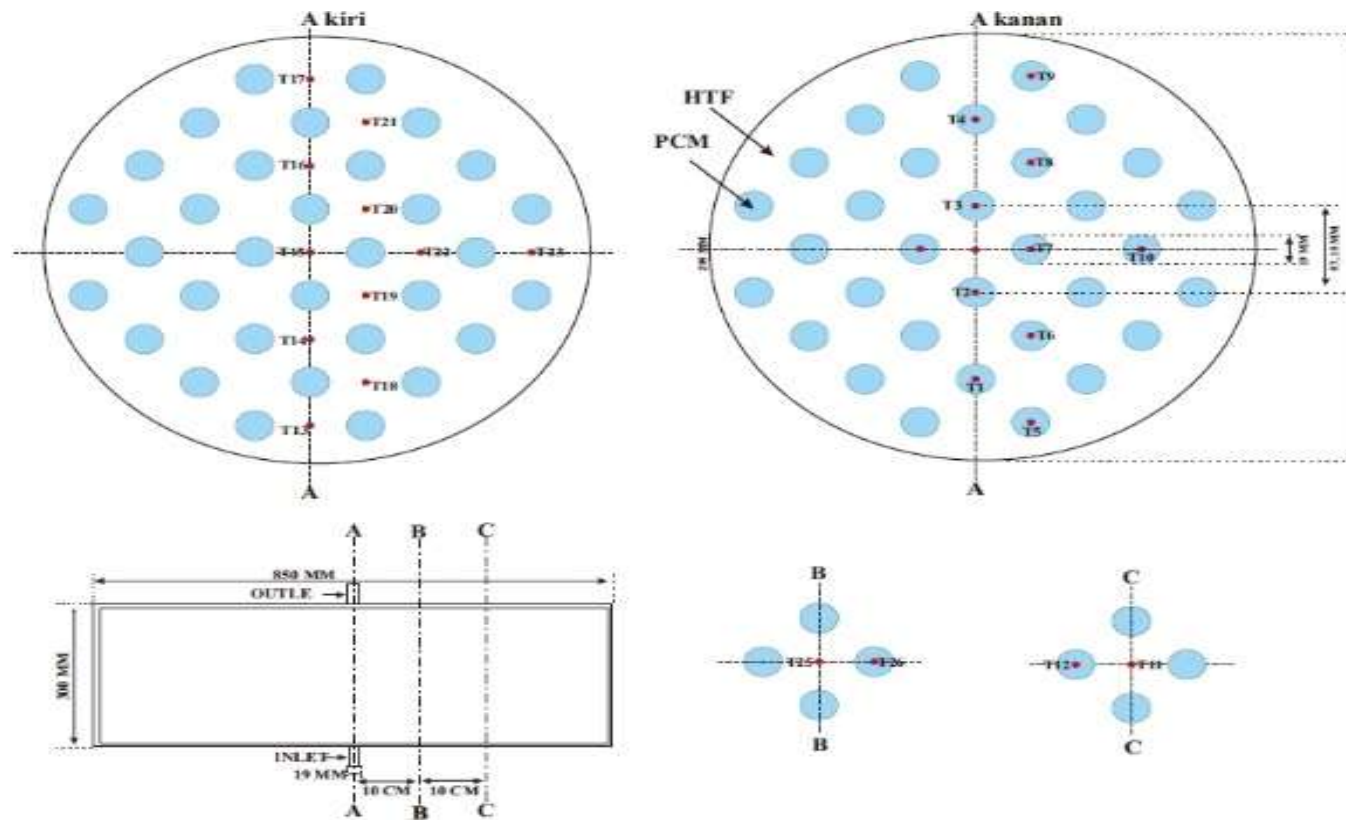 A kiri
T17
T21
T16
T20
T15
T22
T23
T19
T14
T18
T13
A
A kanan
HTF
PCM
T9
T4
T8
T3
T7
T10
T2
T6
T1
T5
A
A
B
C
850 MM
OUTLE
300 MM
INLET
19 MM
10 CM
10 CM
A
B
C
B
T25
T26
B
C
T12
T11
C